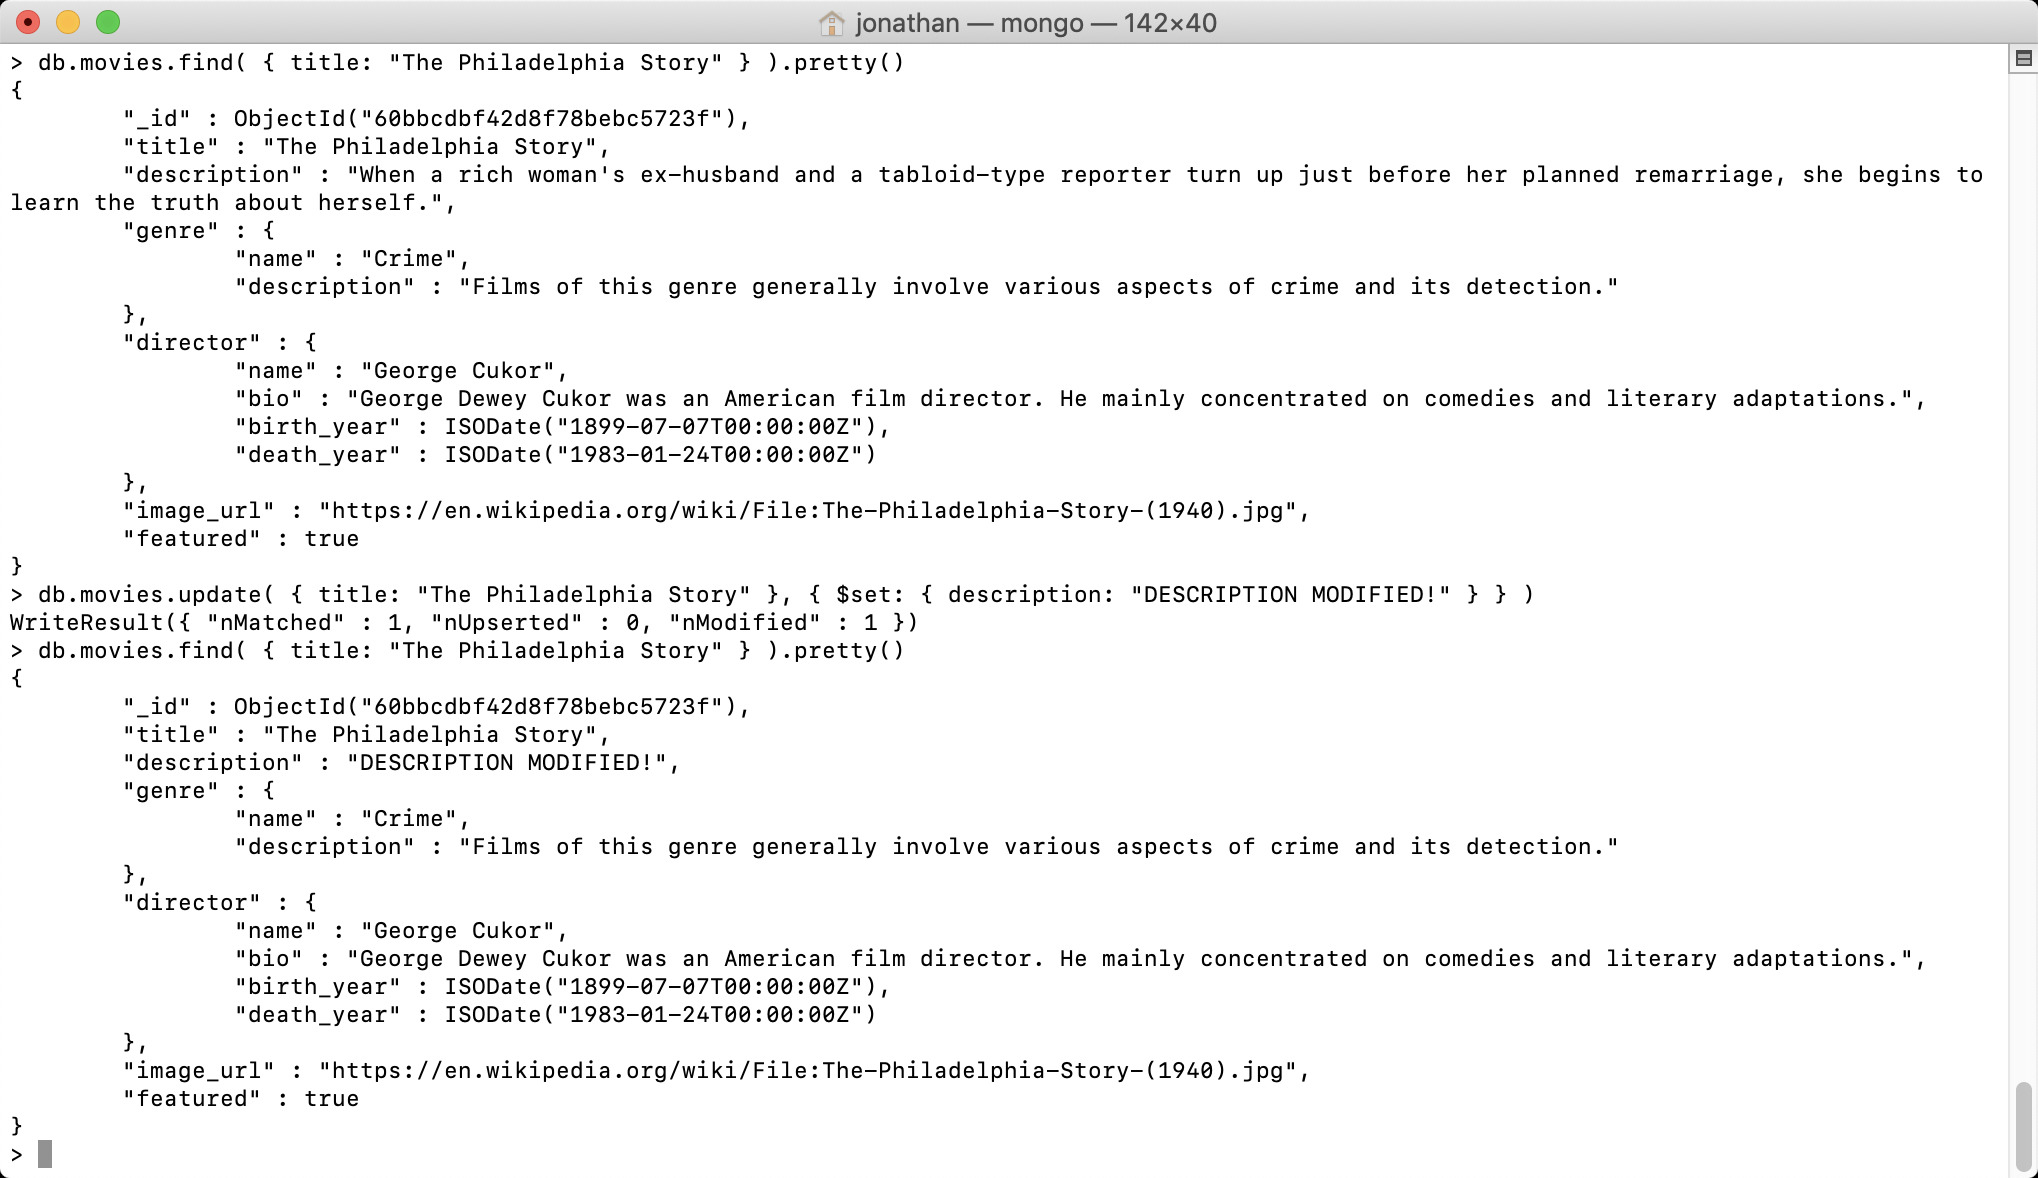 jonathan — mongo — 142×40
> db.movies.find( { title: "The Philadelphia Story" } ).pretty()
{
        "_id" : ObjectId("60bbcdbf42d8f78bebc5723f"),
        "title" : "The Philadelphia Story",
        "description" : "When a rich woman's ex-husband and a tabloid-type reporter turn up just before her planned remarriage, she begins to
learn the truth about herself.",
        "genre" : {
                "name" : "Crime",
                "description" : "Films of this genre generally involve various aspects of crime and its detection."
        },
        "director" : {
                "name" : "George Cukor",
                "bio" : "George Dewey Cukor was an American film director. He mainly concentrated on comedies and literary adaptations.",
                "birth_year" : ISODate("1899-07-07T00:00:00Z"),
                "death_year" : ISODate("1983-01-24T00:00:00Z")
        },
        "image_url" : "https://en.wikipedia.org/wiki/File:The-Philadelphia-Story-(1940).jpg",
        "featured" : true
}
> db.movies.update( { title: "The Philadelphia Story" }, { $set: { description: "DESCRIPTION MODIFIED!" } } )
WriteResult({ "nMatched" : 1, "nUpserted" : 0, "nModified" : 1 })
> db.movies.find( { title: "The Philadelphia Story" } ).pretty()
{
        "_id" : ObjectId("60bbcdbf42d8f78bebc5723f"),
        "title" : "The Philadelphia Story",
        "description" : "DESCRIPTION MODIFIED!",
        "genre" : {
                "name" : "Crime",
                "description" : "Films of this genre generally involve various aspects of crime and its detection."
        },
        "director" : {
                "name" : "George Cukor",
                "bio" : "George Dewey Cukor was an American film director. He mainly concentrated on comedies and literary adaptations.",
                "birth_year" : ISODate("1899-07-07T00:00:00Z"),
                "death_year" : ISODate("1983-01-24T00:00:00Z")
        },
        "image_url" : "https://en.wikipedia.org/wiki/File:The-Philadelphia-Story-(1940).jpg",
        "featured" : true
}
>